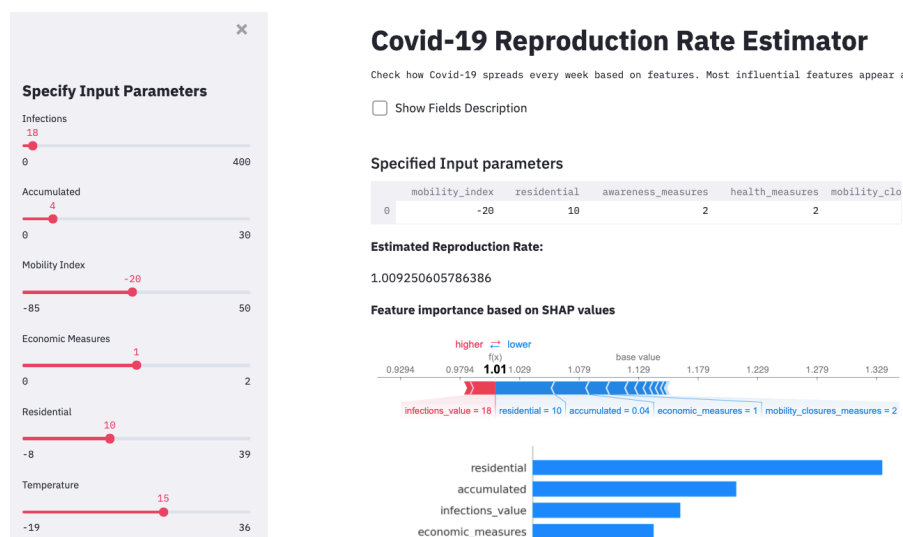 ×
Specify Input Parameters
Infections
18
0 400
Accumulated
4
0 30
Mobility Index
-20
-85 50
Economic Measures
1
0 2
Residential
10
-8 39
Temperature
15
-19 36
Covid-19 Reproduction Rate Estimator
Check how Covid-19 spreads every week based on features. Most influential features appear a
Show Fields Description
Specified Input parameters
mobility_index residential awareness_measures health_measures mobility_clo
0 -20 10 2 2
Estimated Reproduction Rate:
1.009250605786386
Feature importance based on SHAP values
higher ⇄ lower
f(x) base value
0.9294 0.9794 1.01 1.029 1.079 1.129 1.179 1.229 1.279 1.329
infections_value = 18 residential = 10 accumulated = 0.04 economic_measures = 1 mobility_closures_measures = 2
residential
accumulated
infections_value
economic_measures